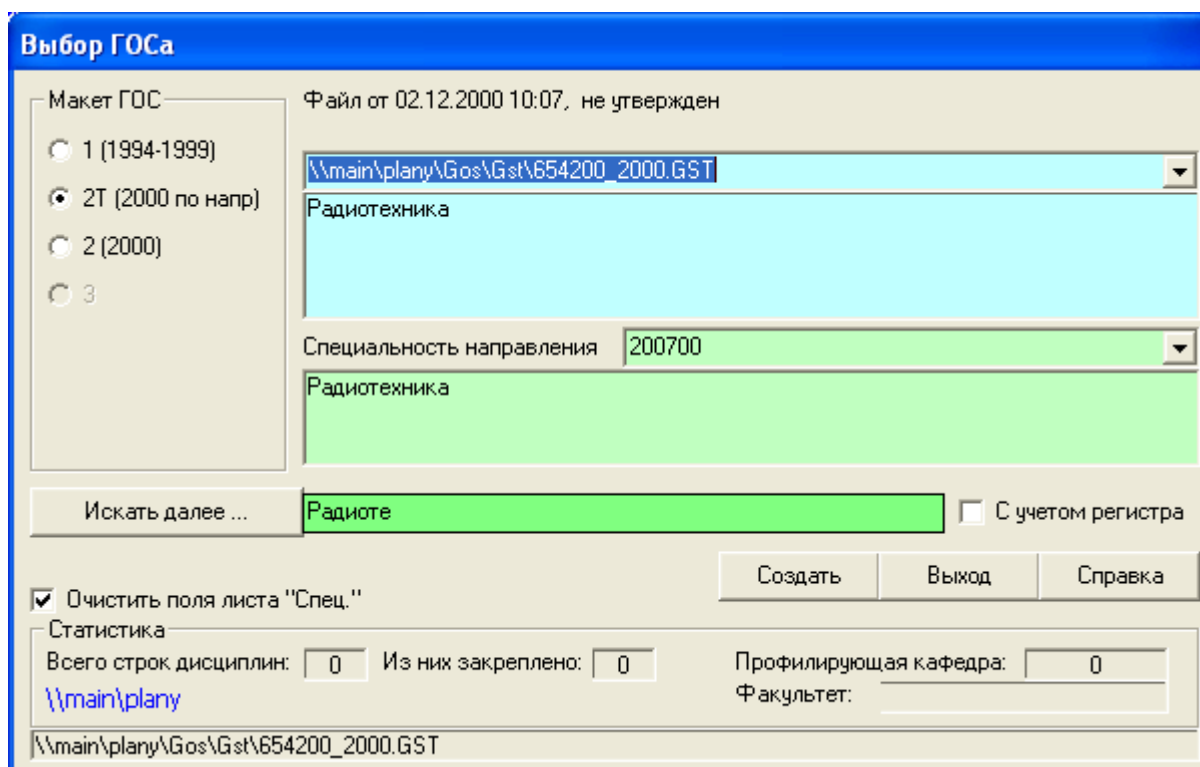 Выбор ГОСа
Макет ГОС
1 (1994-1999)
2Т (2000 по напр)
2 (2000)
3
Файл от 02.12.2000 10:07, не утвержден
\\main\plany\Gos\Gst\654200_2000.GST
Радиотехника
Специальность направления 200700
Радиотехника
Искать далее ... Радиоте С учетом регистра
Создать Выход Справка
Очистить поля листа "Спец."
Статистика
Всего строк дисциплин: 0 Из них закреплено: 0 Профилирующая кафедра: 0
\\main\plany Факультет:
\\main\plany\Gos\Gst\654200_2000.GST